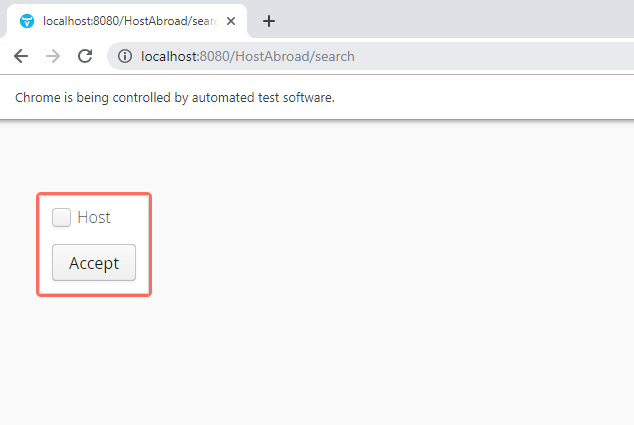 localhost:8080/HostAbroad/searc
localhost:8080/HostAbroad/search
Chrome is being controlled by automated test software.
Host
Accept